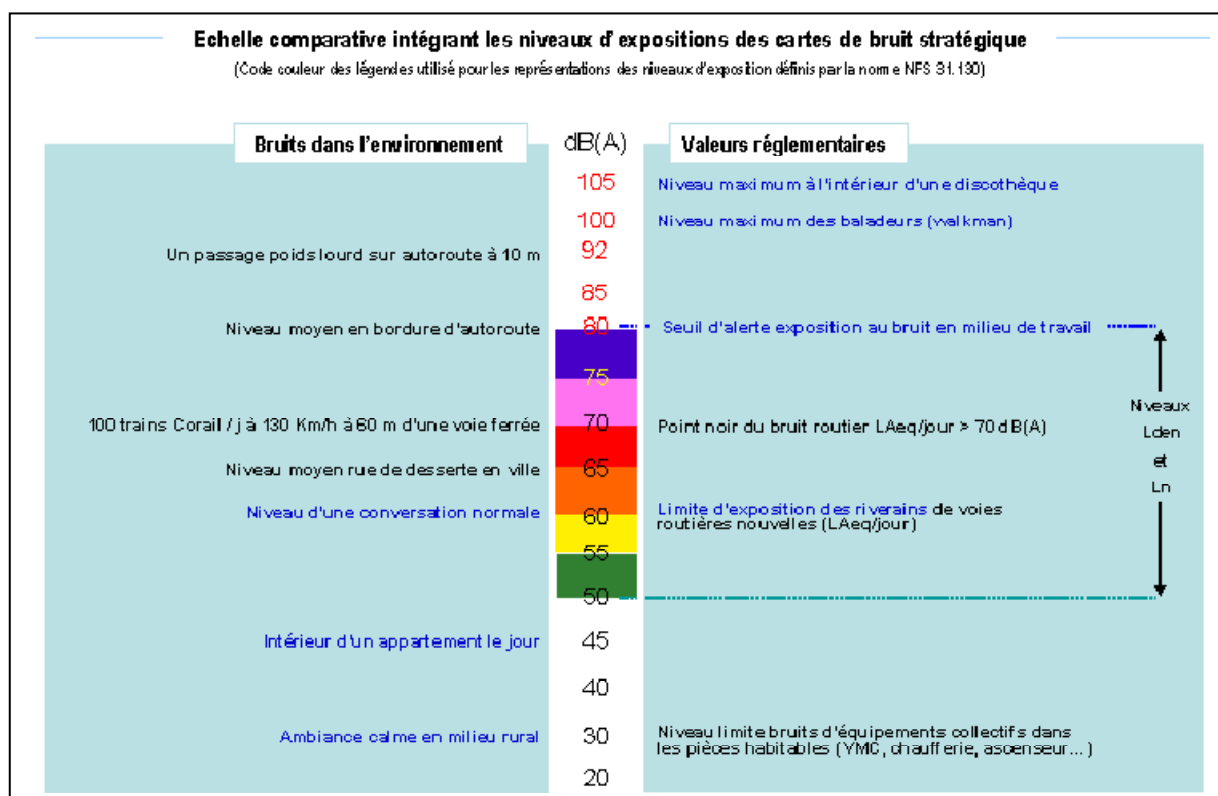 Echelle comparative intégrant les niveaux d'expositions des cartes de bruit stratégique
(Code couleur des légendes utilisé pour les représentations des niveaux d'exposition définis par la norme NFS 31.130)
Bruits dans l'environnement
dB(A)
Valeurs réglementaires
105
Niveau maximum à l'intérieur d'une discothèque
100
Niveau maximum des baladeurs (walkman)
Un passage poids lourd sur autoroute à 10 m
92
85
Niveau moyen en bordure d'autoroute
80
Seuil d'alerte exposition au bruit en milieu de travail
75
100 trains Corail / j à 130 Km/h à 60 m d'une voie ferrée
70
Point noir du bruit routier LAeq/jour > 70 dB(A)
Niveaux
Lden
et
Ln
Niveau moyen rue de desserte en ville
65
Niveau d'une conversation normale
60
Limite d'exposition des riverains de voies
routières nouvelles (LAeq/jour)
55
50
Intérieur d'un appartement le jour
45
40
Ambiance calme en milieu rural
30
Niveau limite bruits d'équipements collectifs dans
les pièces habitables (VMC, chaufferie, ascenseur...)
20